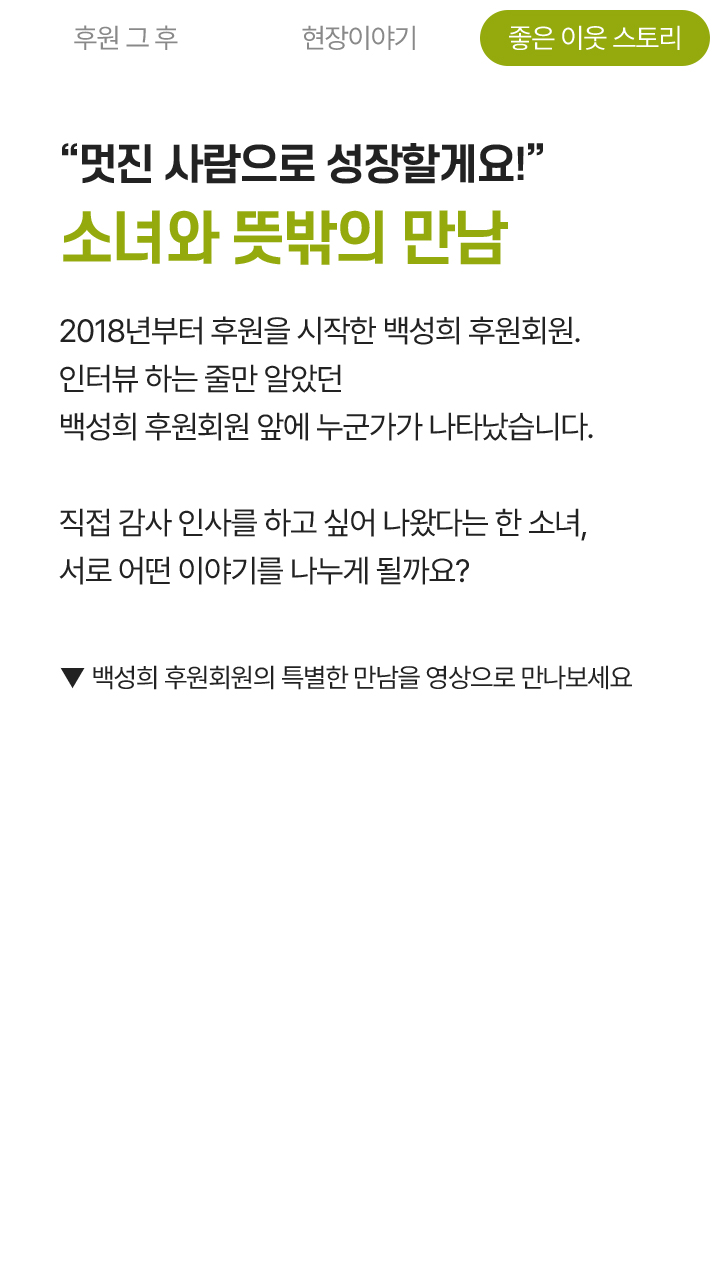 후원 그 후
현장이야기
좋은 이웃 스토리
“멋진 사람으로 성장할게요!”
소녀와 뜻밖의 만남
2018년부터 후원을 시작한 백성희 후원회원.
인터뷰 하는 줄만 알았던
백성희 후원회원 앞에 누군가가 나타났습니다.
직접 감사 인사를 하고 싶어 나왔다는 한 소녀,
서로 어떤 이야기를 나누게 될까요?
▼ 백성희 후원회원의 특별한 만남을 영상으로 만나보세요